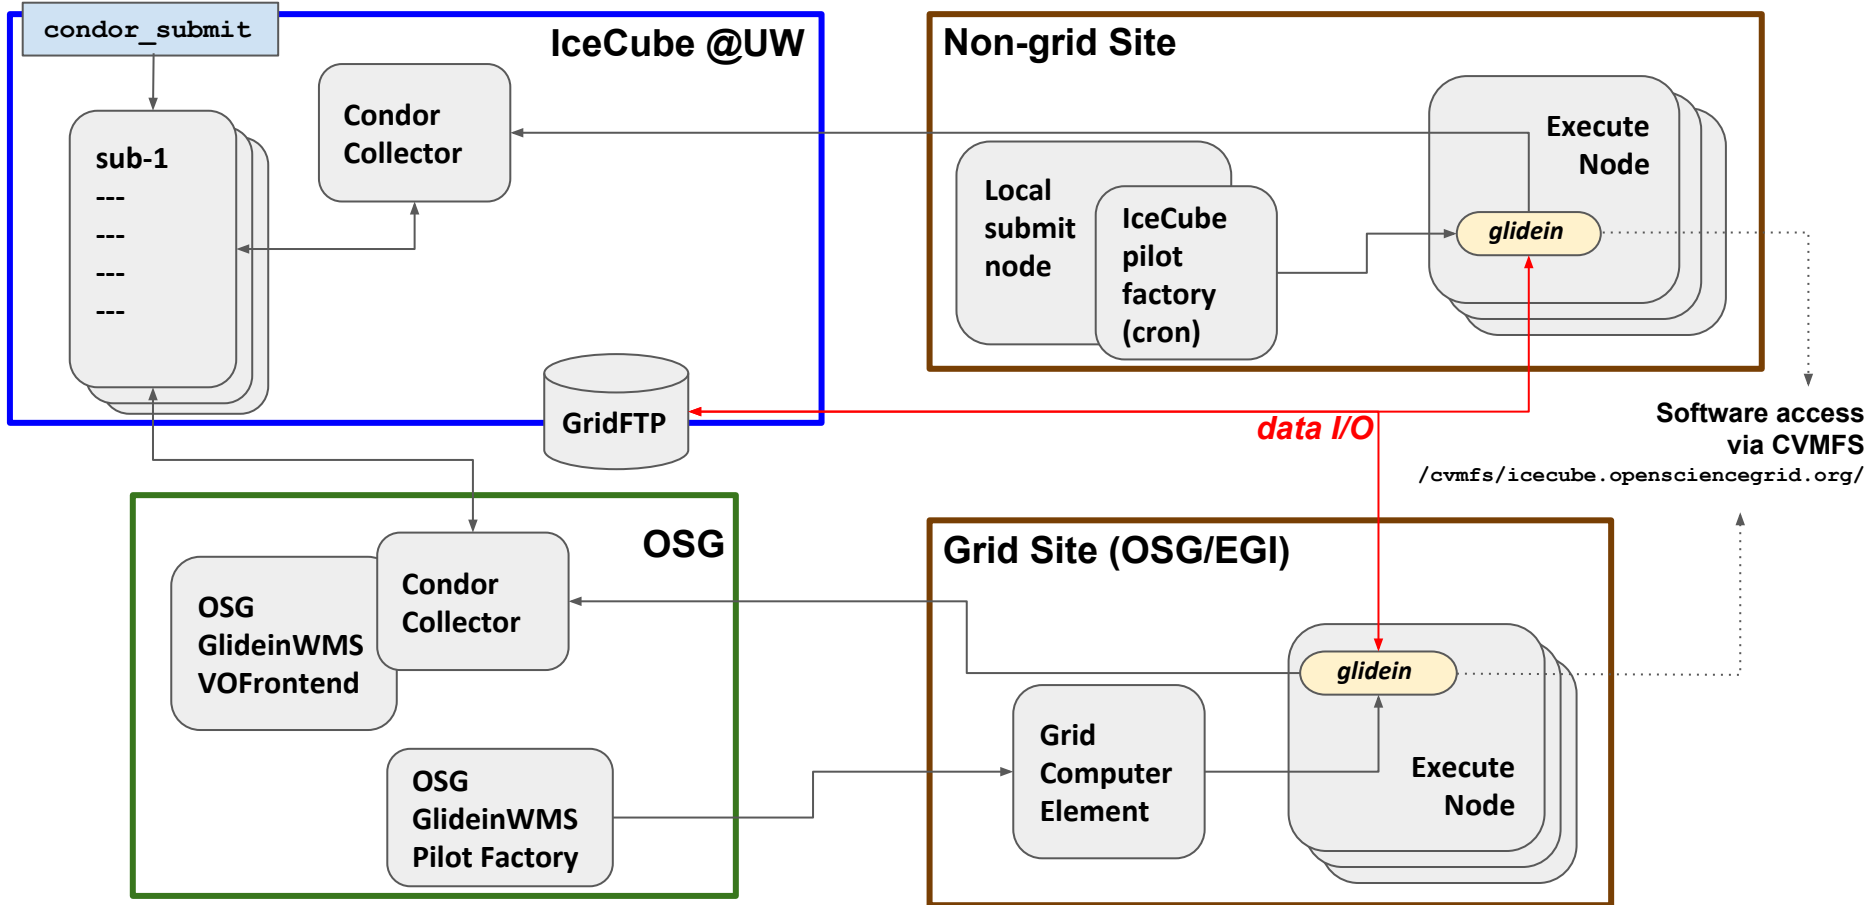 condor_submit
IceCube @UW
Condor
Collector
sub-1
---
---
---
---
GridFTP
Non-grid Site
Execute
Node
Local
submit
node
IceCube
pilot
factory
(cron)
glidein
data I/O
Software access
via CVMFS
/cvmfs/icecube.opensciencegrid.org/
OSG
Condor
Collector
OSG
GlideinWMS
VOFrontend
OSG
GlideinWMS
Pilot Factory
Grid Site (OSG/EGI)
glidein
Grid
Computer
Element
Execute
Node